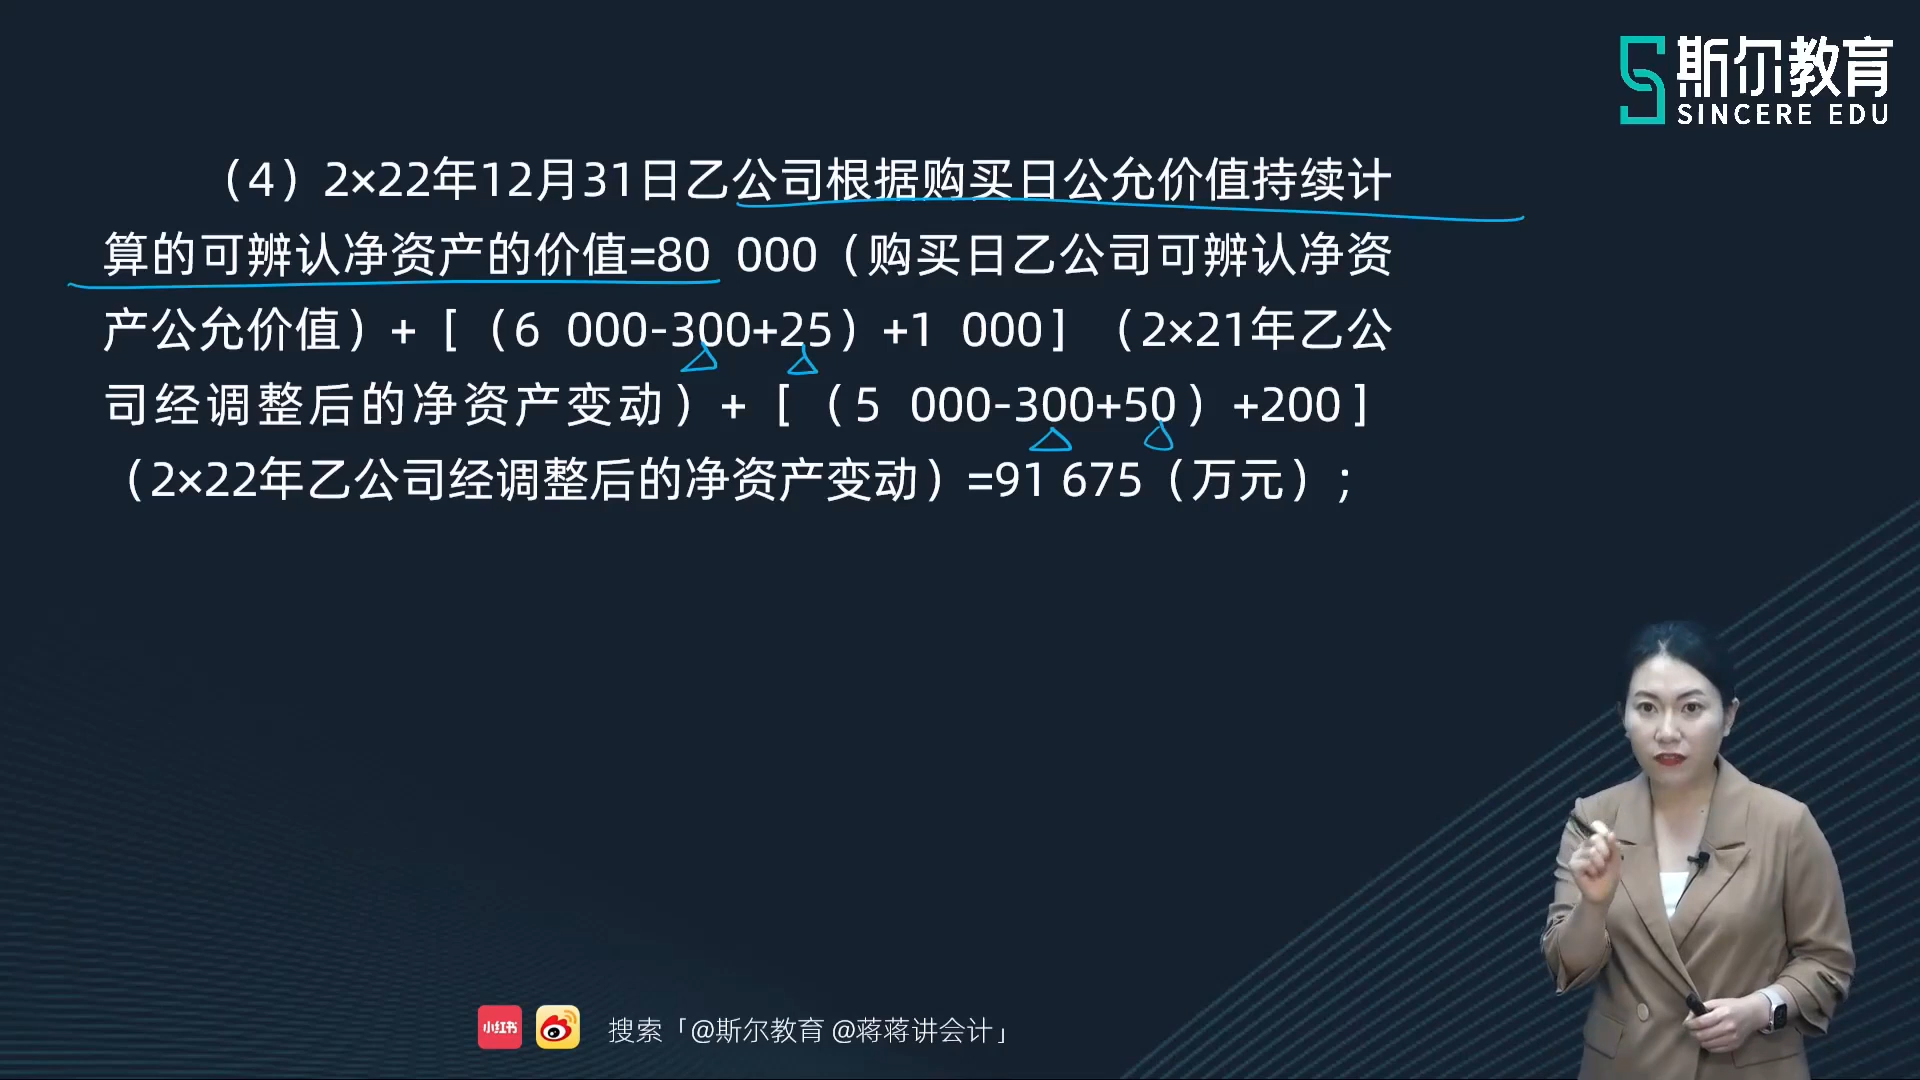 斯尔教育
SINCERE EDU
（4）2×22年12月31日乙公司根据购买日公允价值持续计
算的可辨认净资产的价值=80 000（购买日乙公司可辨认净资
产公允价值）+［（6 000-300+25）+1 000］（2×21年乙公
司经调整后的净资产变动）+［（5 000-300+50）+200］
（2×22年乙公司经调整后的净资产变动）=91 675（万元）；
小红书
搜索「@斯尔教育 @蒋蒋讲会计」